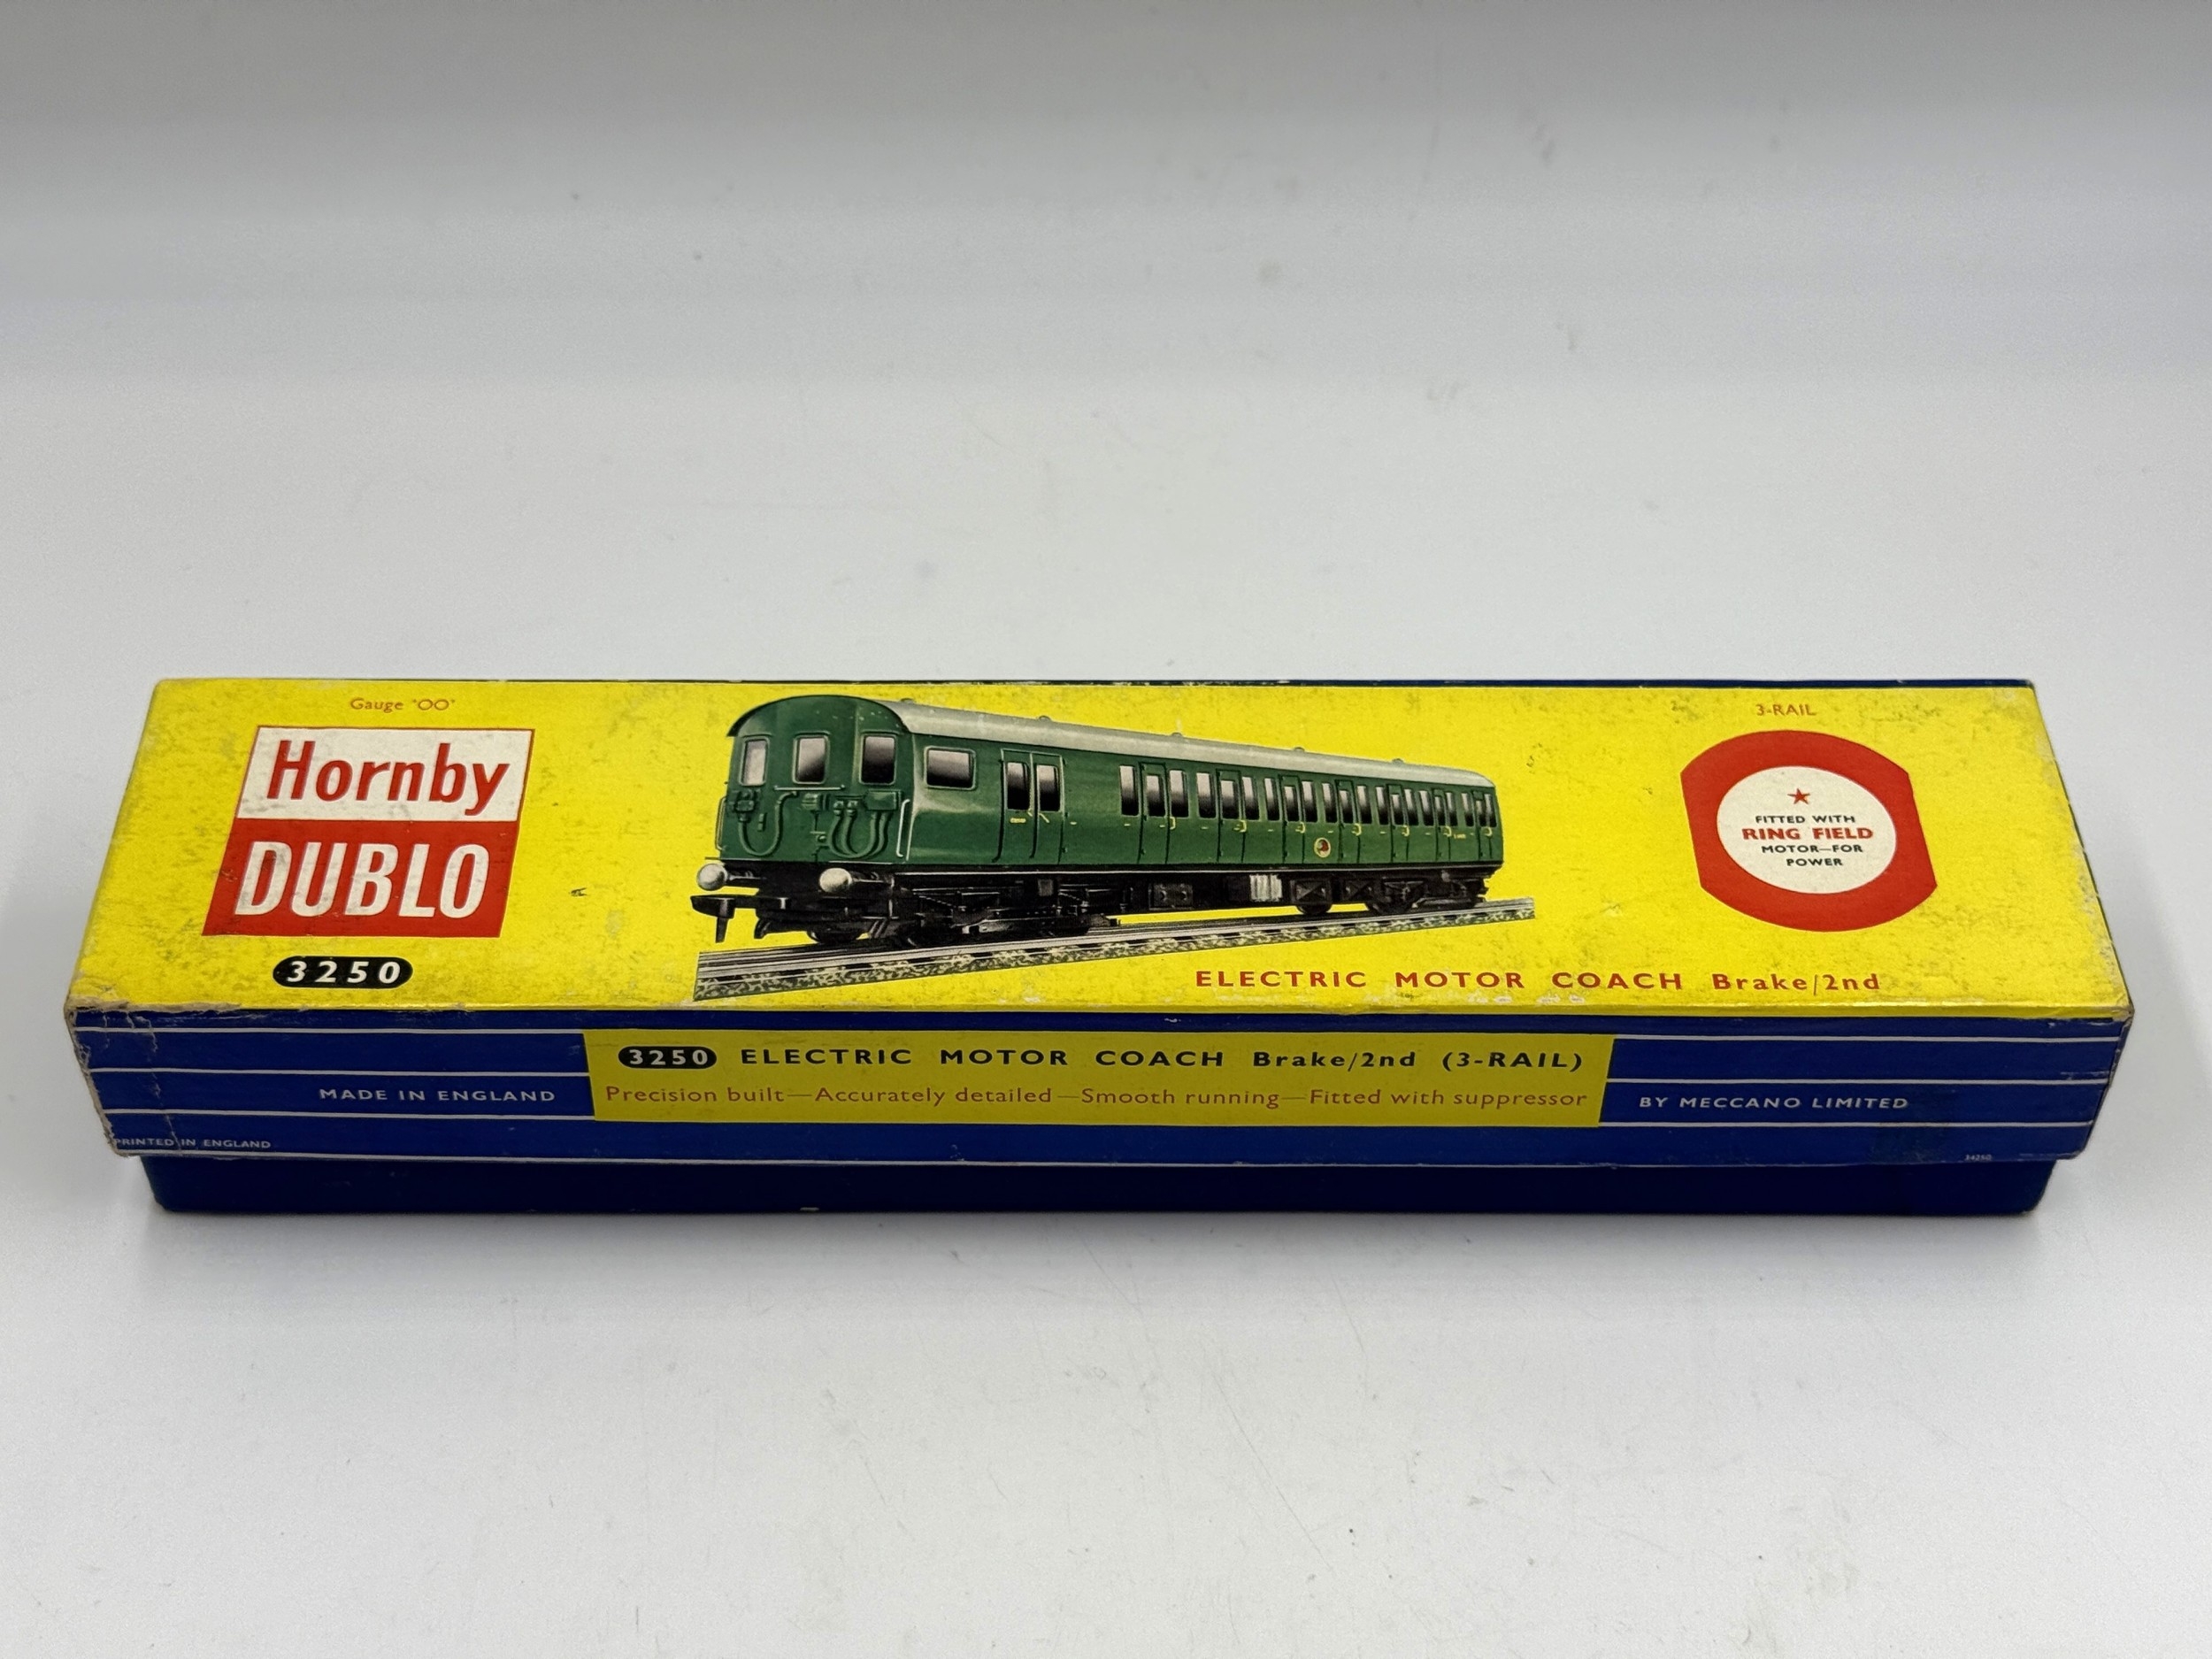 Gauge "OO"
Hornby
DUBLO
3250
3-RAIL
FITTED WITH
RING FIELD
MOTOR—FOR
POWER
ELECTRIC MOTOR COACH Brake/2nd
3250 ELECTRIC MOTOR COACH Brake/2nd (3-RAIL)
Precision built—Accurately detailed—Smooth running—Fitted with suppressor
MADE IN ENGLAND
BY MECCANO LIMITED
PRINTED IN ENGLAND